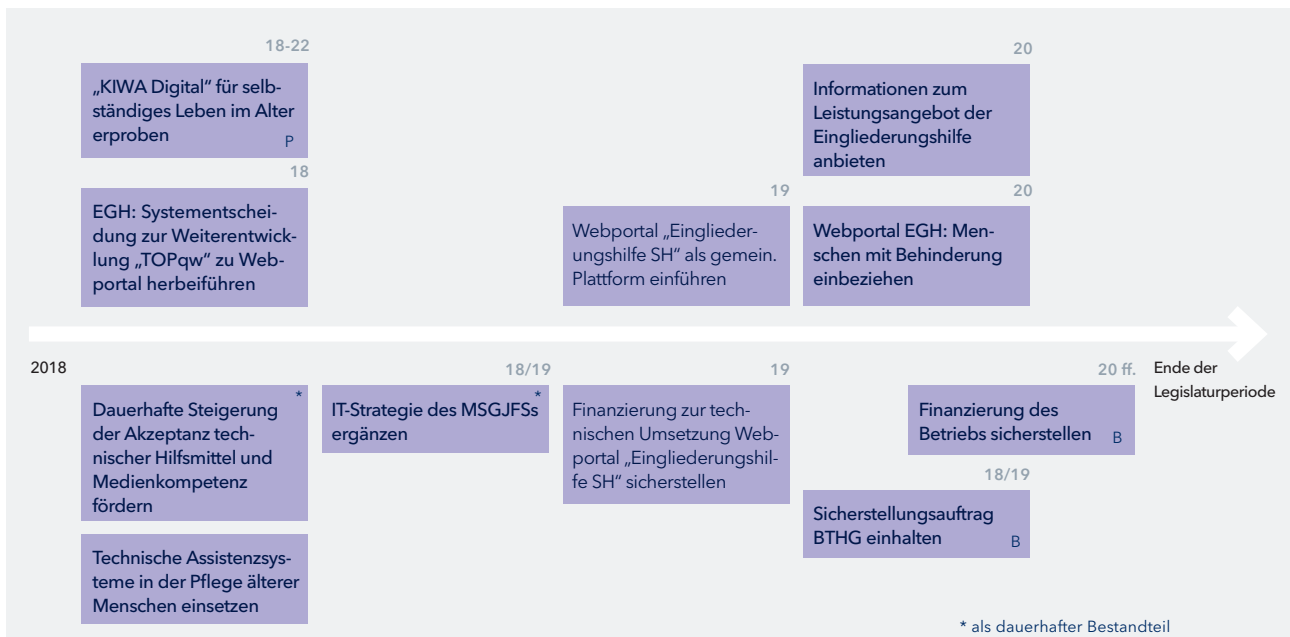 18-22
„KIWA Digital“ für selb-
ständiges Leben im Alter
erproben
P
18
EGH: Systementschei-
dung zur Weiterentwick-
lung „TOPqw“ zu Web-
portal herbeiführen
19
Webportal „Einglieder-
ungshilfe SH“ als gemein.
Plattform einführen
20
Informationen zum
Leistungsangebot der
Eingliederungshilfe
anbieten
20
Webportal EGH: Men-
schen mit Behinderung
einbeziehen
2018
Ende der
Legislaturperiode
*
Dauerhafte Steigerung
der Akzeptanz tech-
nischer Hilfsmittel und
Medienkompetenz
fördern
Technische Assistenzsys-
teme in der Pflege älterer
Menschen einsetzen
18/19
*
IT-Strategie des MSGJFSs
ergänzen
19
Finanzierung zur tech-
nischen Umsetzung Web-
portal „Eingliederungshil-
fe SH“ sicherstellen
20 ff.
Finanzierung des
Betriebs sicherstellen B
18/19
Sicherstellungsauftrag
BTHG einhalten B
* als dauerhafter Bestandteil